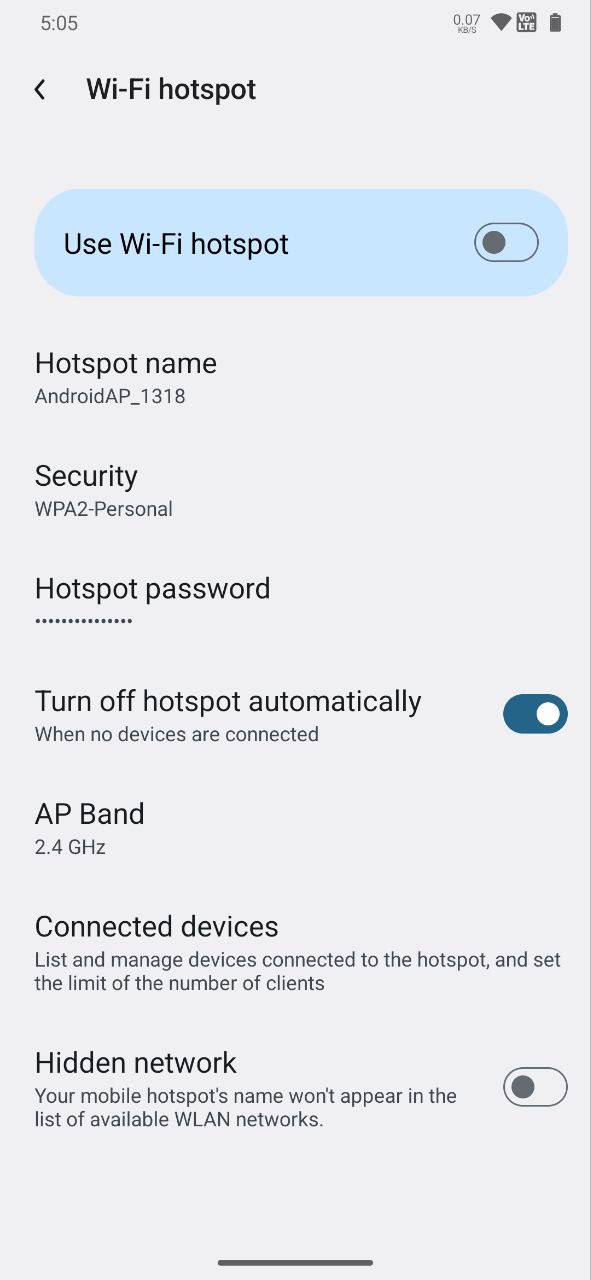 5:05
0.07
KB/S
Vo))
LTE
Wi-Fi hotspot
Use Wi-Fi hotspot
Hotspot name
AndroidAP_1318
Security
WPA2-Personal
Hotspot password
•••••••••••••••
Turn off hotspot automatically
When no devices are connected
AP Band
2.4 GHz
Connected devices
List and manage devices connected to the hotspot, and set
the limit of the number of clients
Hidden network
Your mobile hotspot's name won't appear in the
list of available WLAN networks.